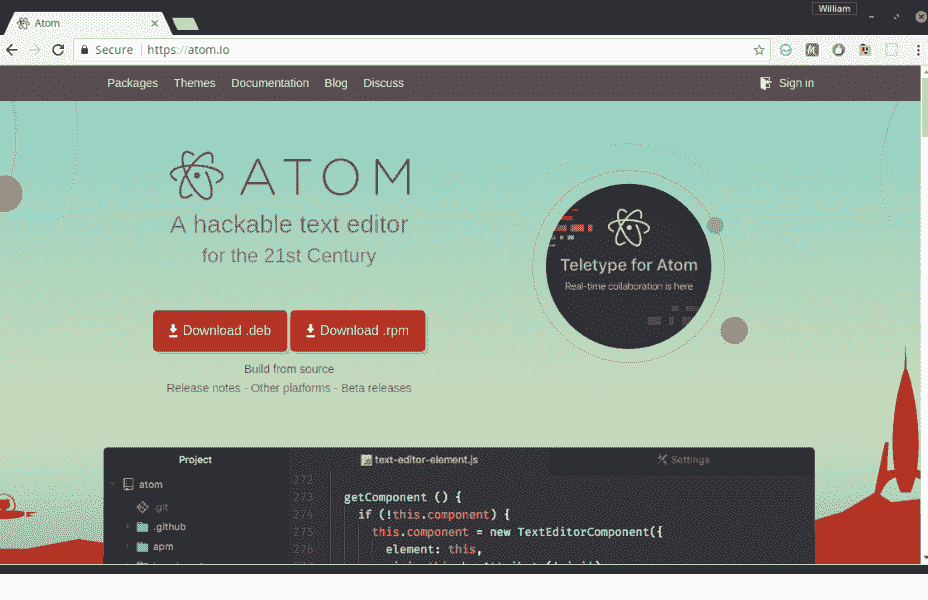 William
Atom
Secure https://atom.io
Packages Themes Documentation Blog Discuss Sign in
ATOM
A hackable text editor
for the 21st Century
Teletype for Atom
Real-time collaboration is here
Download .deb Download .rpm
Build from source
Release notes - Other platforms - Beta releases
Project text-editor-element.js Settings
atom
.git
.github
apm
272
273 getComponent () {
274 if (!this.component) {
275 this.component = new TextEditorComponent({
276 element: this,